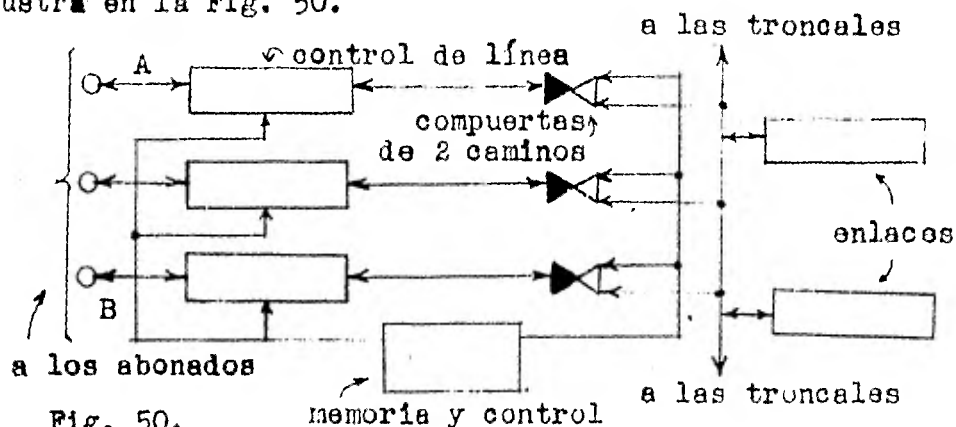 ustra en la Fig. 50.
a las troncales
control de línea
A
compuertas
de 2 caminos
enlaces
B
a los abonados
a las troncales
Fig. 50.
memoria y control